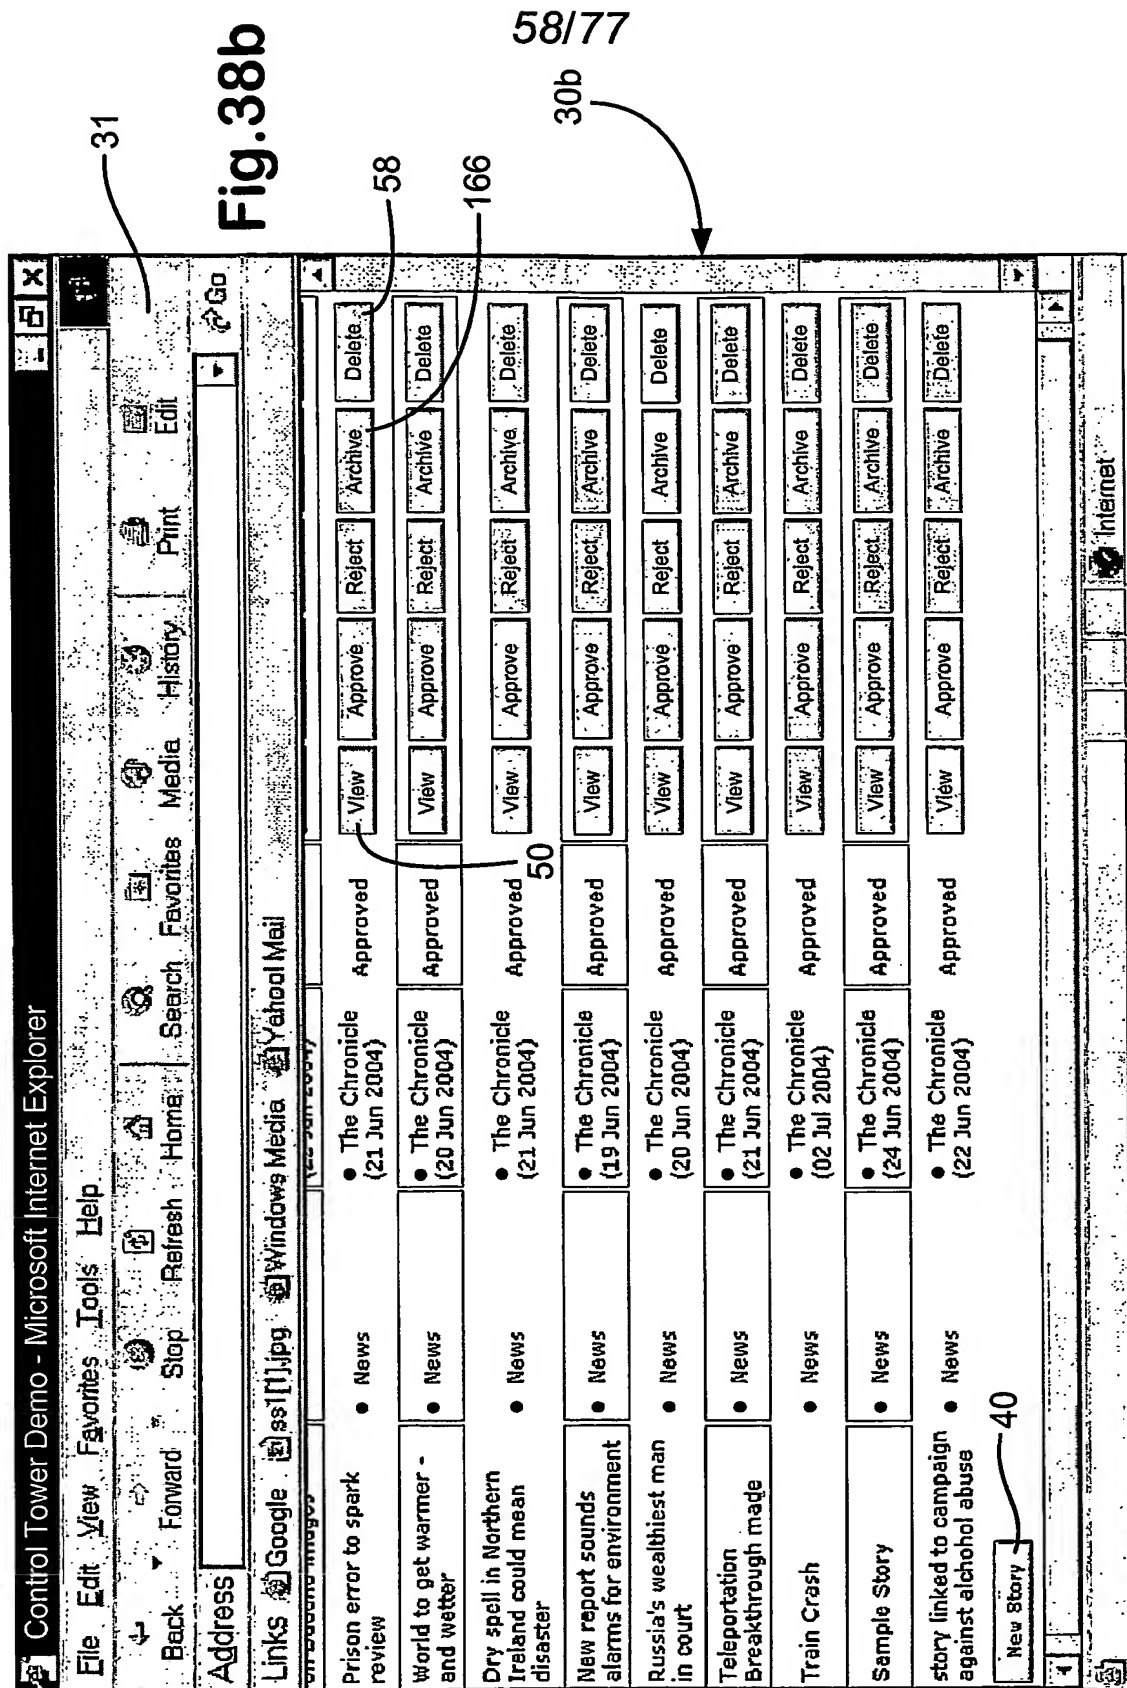 58/77
Fig.38b
Control Tower Demo - Microsoft Internet Explorer
File Edit View Favorites Tools Help
Back Forward Stop Refresh Home Search Favorites Media History Print Edit
31
Address Go
Links Google ss1[1].jpg Windows Media Yahoo! Mail
Prison error to spark
review
• News
• The Chronicle
(21 Jun 2004)
Approved
View Approve Reject Archive Delete
58
166
50
World to get warmer -
and wetter
• News
• The Chronicle
(20 Jun 2004)
Approved
View Approve Reject Archive Delete
Dry spell in Northern
Ireland could mean
disaster
• News
• The Chronicle
(21 Jun 2004)
Approved
View Approve Reject Archive Delete
New report sounds
alarms for environment
• News
• The Chronicle
(19 Jun 2004)
Approved
View Approve Reject Archive Delete
Russia's wealthiest man
in court
• News
• The Chronicle
(20 Jun 2004)
Approved
View Approve Reject Archive Delete
30b
Teleportation
Breakthrough made
• News
• The Chronicle
(21 Jun 2004)
Approved
View Approve Reject Archive Delete
Train Crash
• News
• The Chronicle
(02 Jul 2004)
Approved
View Approve Reject Archive Delete
Sample Story
• News
• The Chronicle
(24 Jun 2004)
Approved
View Approve Reject Archive Delete
story linked to campaign
against alchohol abuse
• News
• The Chronicle
(22 Jun 2004)
Approved
View Approve Reject Archive Delete
New Story
40
Internet